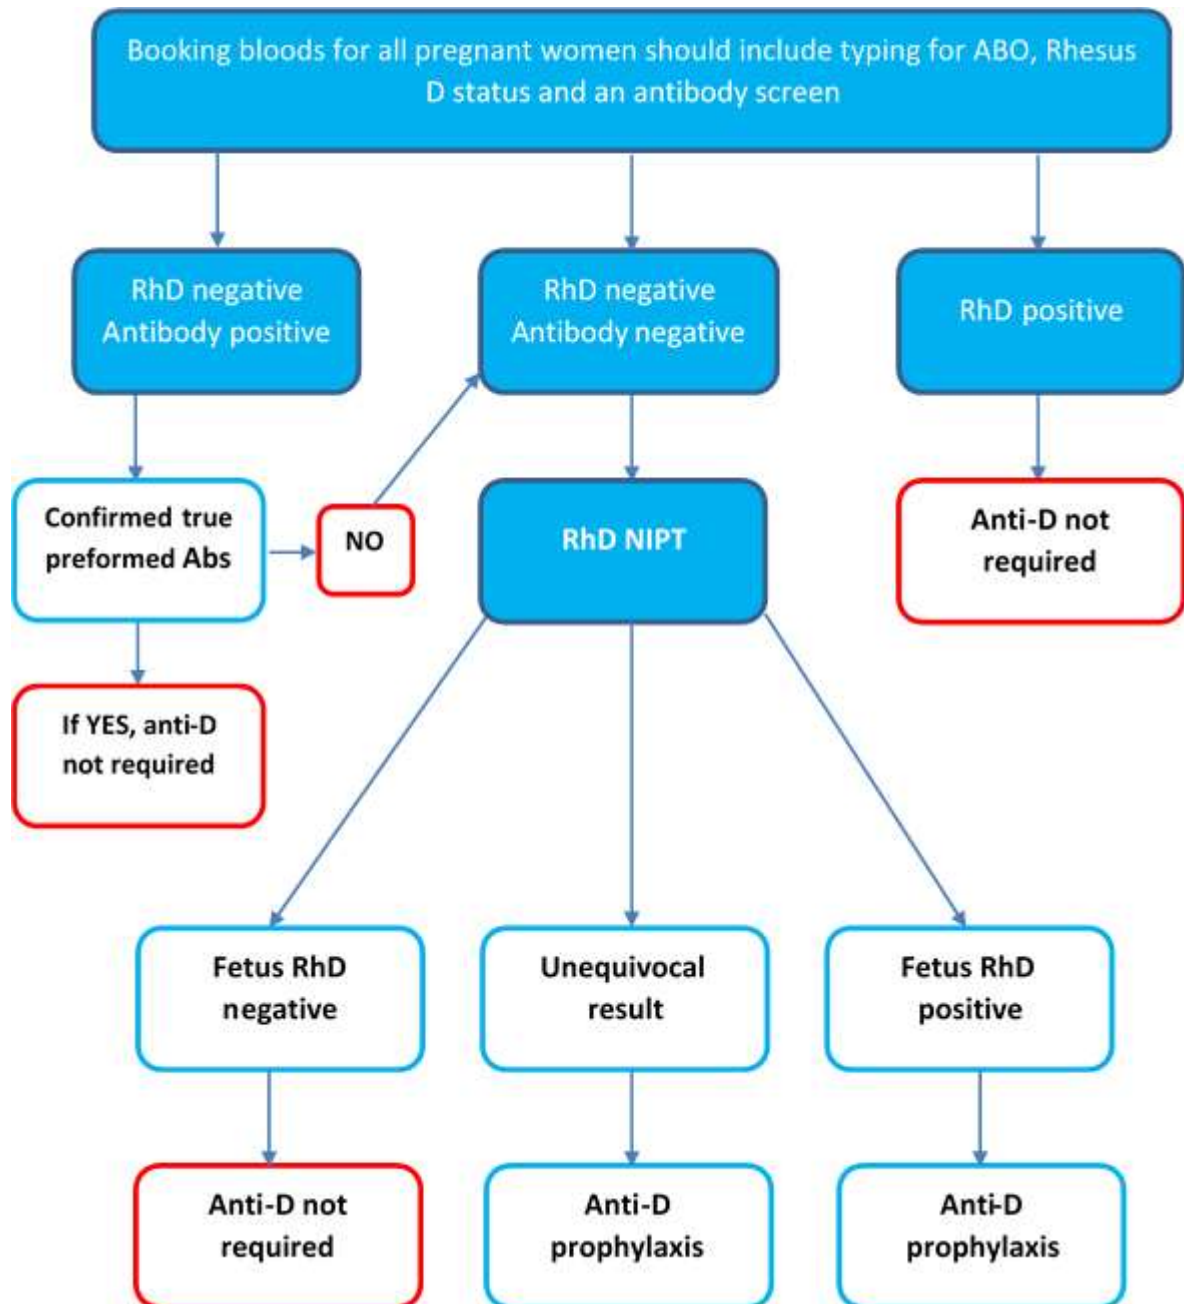 Booking bloods for all pregnant women should include typing for ABO, Rhesus
D status and an antibody screen
RhD negative
Antibody positive
RhD negative
Antibody negative
RhD positive
Confirmed true
preformed Abs
NO
RhD NIPT
Anti-D not
required
If YES, anti-D
not required
Fetus RhD
negative
Unequivocal
result
Fetus RhD
positive
Anti-D not
required
Anti-D
prophylaxis
Anti-D
prophylaxis